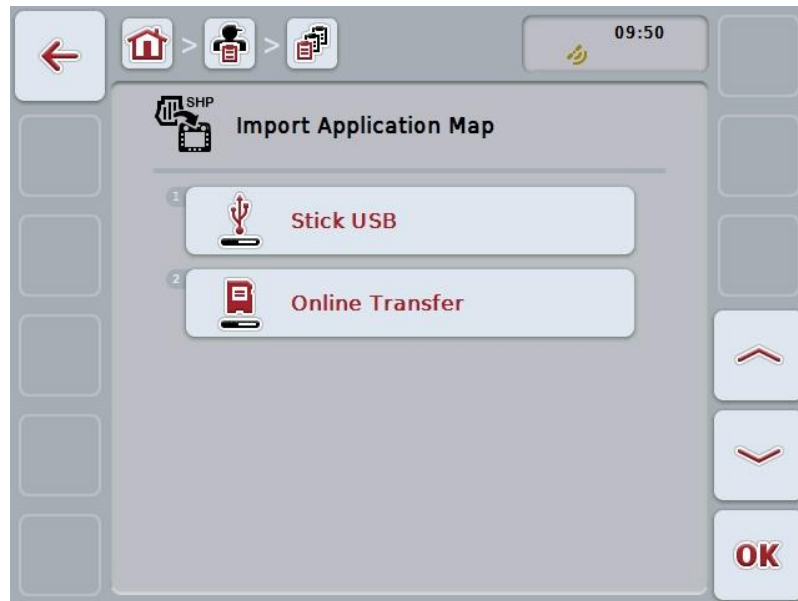 > >
09:50
SHP
Import Application Map
1
Stick USB
2
Online Transfer
OK